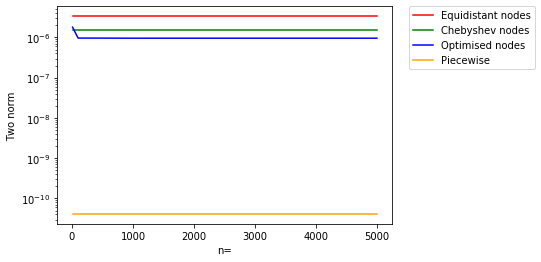 Equidistant nodes
Chebyshev nodes
Optimised nodes
Piecewise
Two norm
10⁻⁶
10⁻⁷
10⁻⁸
10⁻⁹
10⁻¹⁰
0 1000 2000 3000 4000 5000
n=